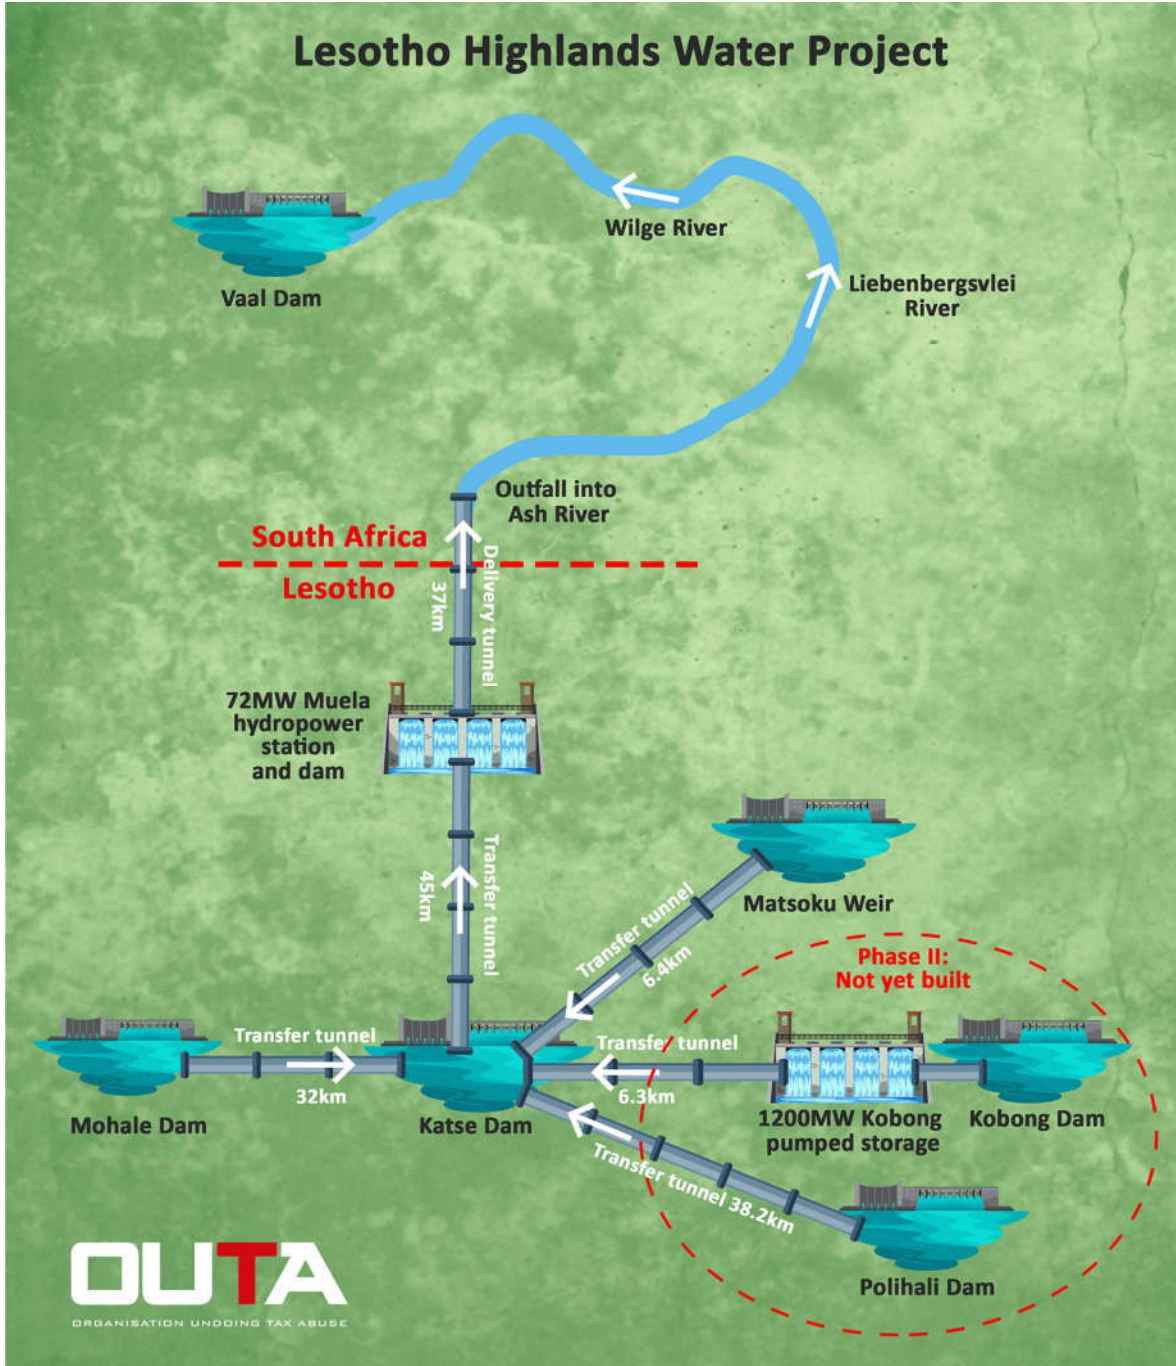 Lesotho Highlands Water Project
Wilge River
Vaal Dam
Liebenbergsvlei
River
Outfall into
Ash River
South Africa
Lesotho
Delivery tunnel
37km
72MW Muela
hydropower
station
and dam
Transfer tunnel
45km
Matsoku Weir
Transfer tunnel
6.4km
Phase II:
Not yet built
Transfer tunnel
32km
Transfer tunnel
6.3km
Mohale Dam
Katse Dam
1200MW Kobong
pumped storage
Kobong Dam
Transfer tunnel 38.2km
Polihali Dam
OUTA
ORGANISATION UNDOING TAX ABUSE